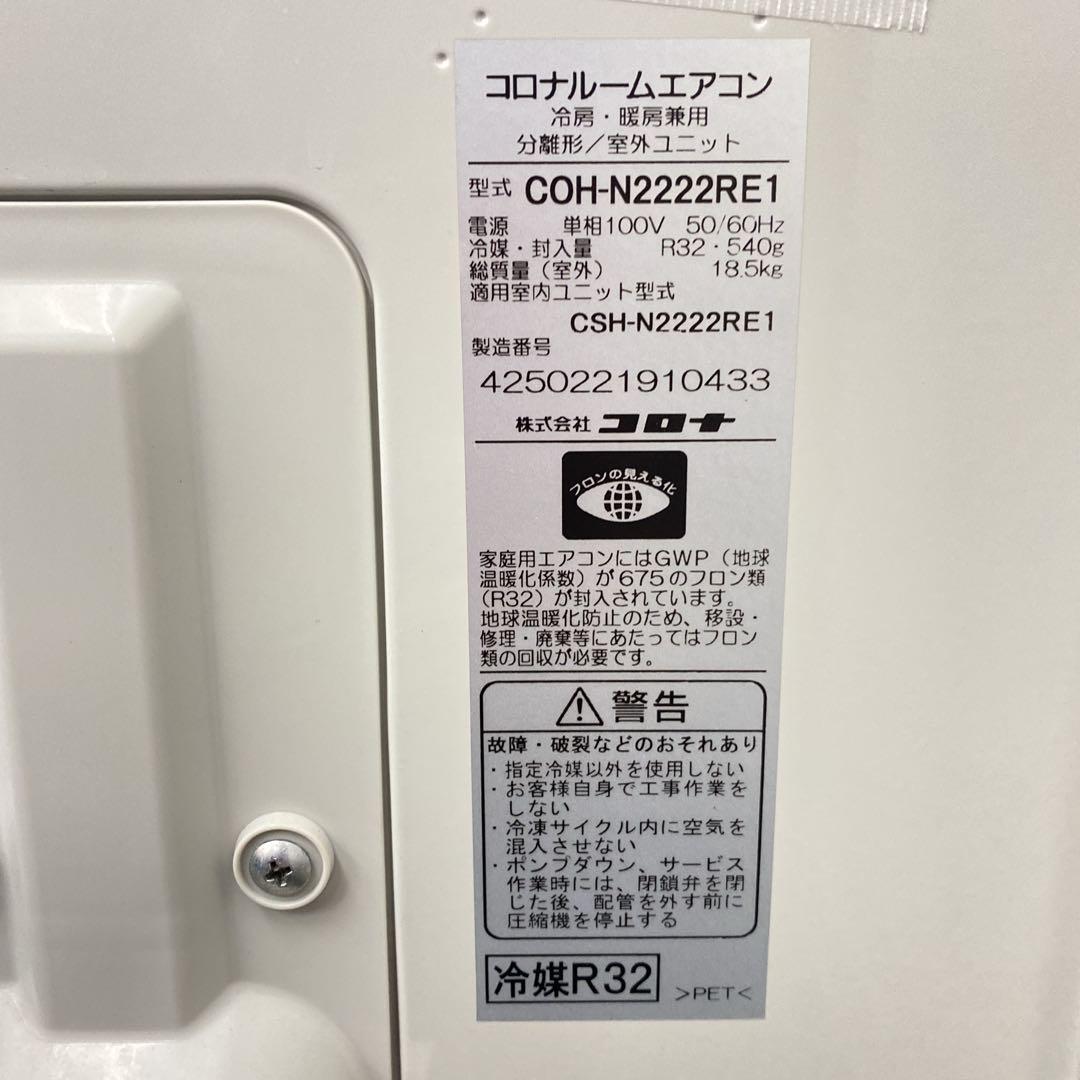 コロナルームエアコン
冷房・暖房兼用
分離形／室外ユニット
型式 COH-N2222RE1
電源 単相100V 50/60Hz
冷媒・封入量 R32・540g
総質量（室外） 18.5kg
適用室内ユニット型式
CSH-N2222RE1
製造番号
4250221910433
株式会社 コロナ
フロンの見える化
家庭用エアコンにはGWP（地球
温暖化係数）が675のフロン類
（R32）が封入されています。
地球温暖化防止のため、移設・
修理・廃棄等にあたってはフロン
類の回収が必要です。
警告
故障・破裂などのおそれあり
・指定冷媒以外を使用しない
・お客様自身で工事作業を
しない
・冷凍サイクル内に空気を
混入させない
・ポンプダウン、サービス
作業時には、閉鎖弁を閉
じた後、配管を外す前に
圧縮機を停止する
冷媒R32
>PET<